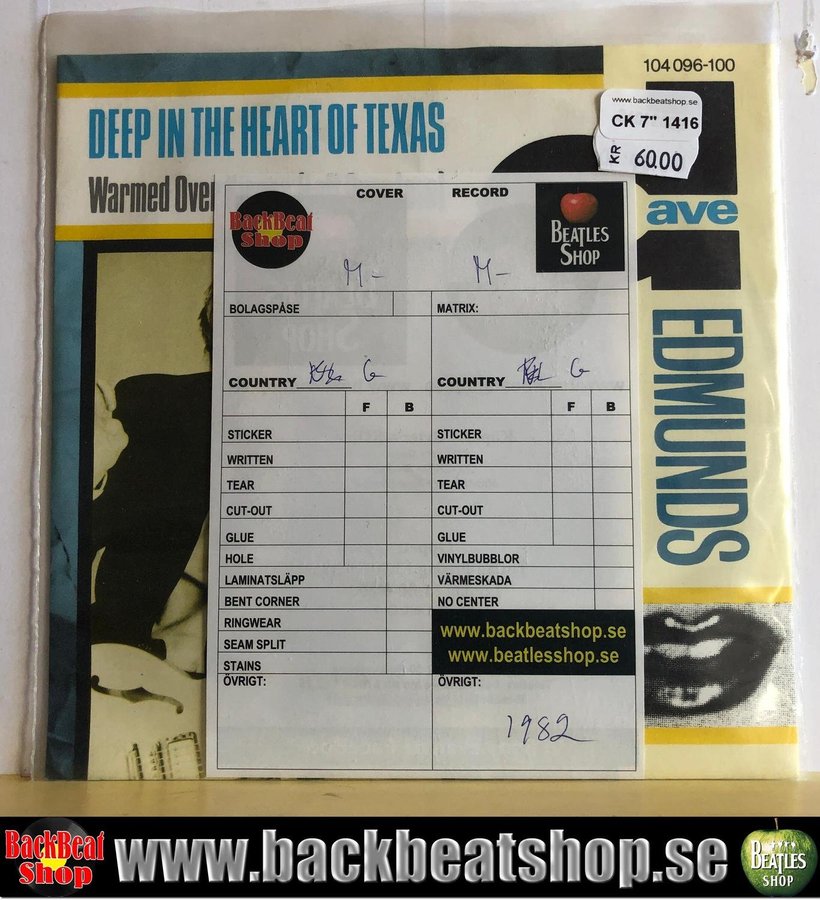 104 096-100
DEEP IN THE HEART OF TEXAS
Warmed Over
www.backbeatshop.se
CK 7" 1416
KR 60.00
ave
EDMUNDS
BackBeat
Shop
COVER
RECORD
BEATLES
SHOP
M-
M-
BOLAGSPÅSE
MATRIX:
COUNTRY G
COUNTRY G
F B
F B
STICKER
STICKER
WRITTEN
WRITTEN
TEAR
TEAR
CUT-OUT
CUT-OUT
GLUE
GLUE
HOLE
VINYLBUBBLOR
LAMINATSLÄPP
VÄRMESKADA
BENT CORNER
NO CENTER
RINGWEAR
www.backbeatshop.se
SEAM SPLIT
www.beatlesshop.se
STAINS
ÖVRIGT:
ÖVRIGT:
1982
BackBeat
Shop
www.backbeatshop.se
BEATLES
SHOP